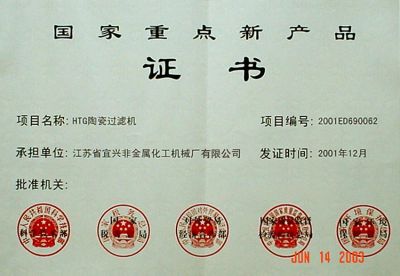 国家重点新产品
证书
项目名称: HTG陶瓷过滤机 项目编号: 2001ED690062
承担单位: 江苏省宜兴非金属化工机械厂有限公司 发证时间: 2001年12月
批准机关:
JUN 14 2003